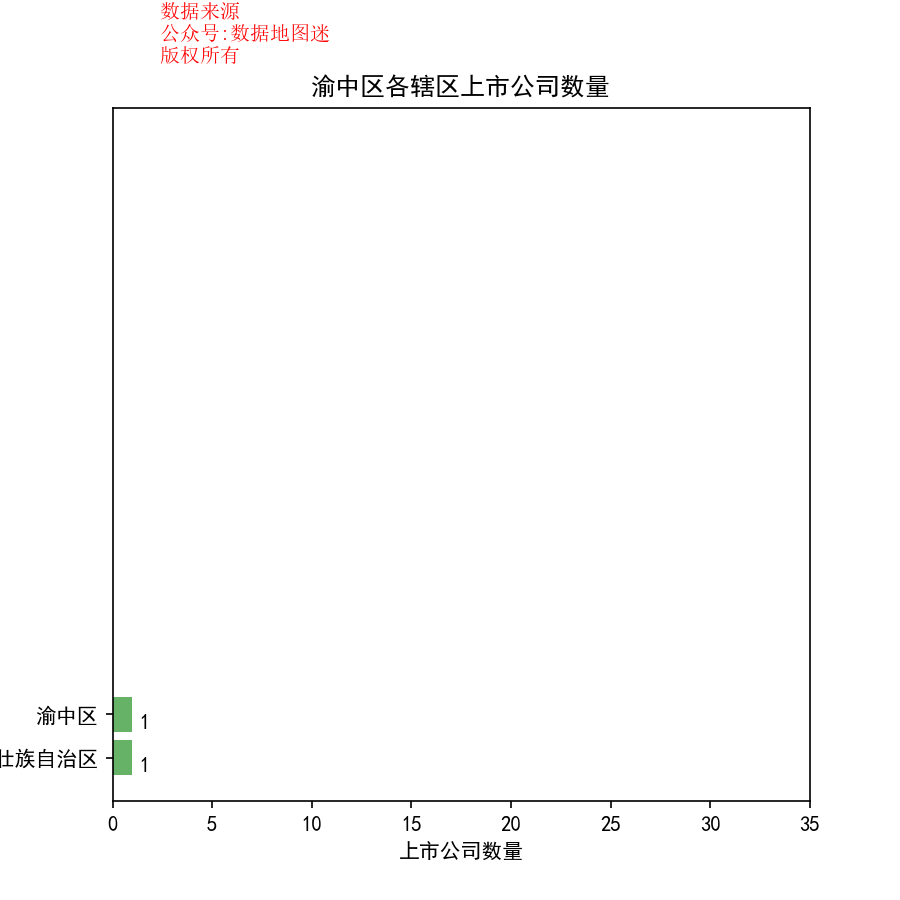 数据来源
公众号:数据地图迷
版权所有
渝中区各辖区上市公司数量
渝中区
1
壮族自治区
1
0 5 10 15 20 25 30 35
上市公司数量